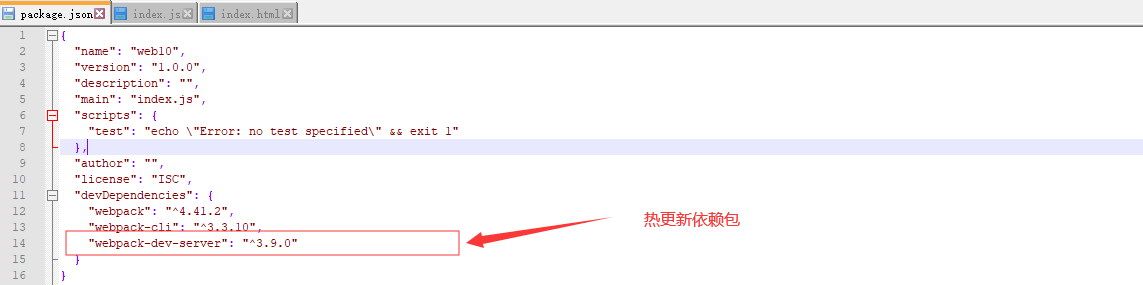 package.json index.js index.html
1 {
2 "name": "web10",
3 "version": "1.0.0",
4 "description": "",
5 "main": "index.js",
6 "scripts": {
7 "test": "echo \"Error: no test specified\" && exit 1"
8 },
9 "author": "",
10 "license": "ISC",
11 "devDependencies": {
12 "webpack": "^4.41.2",
13 "webpack-cli": "^3.3.10",
14 "webpack-dev-server": "^3.9.0"
15 }
16 }
热更新依赖包